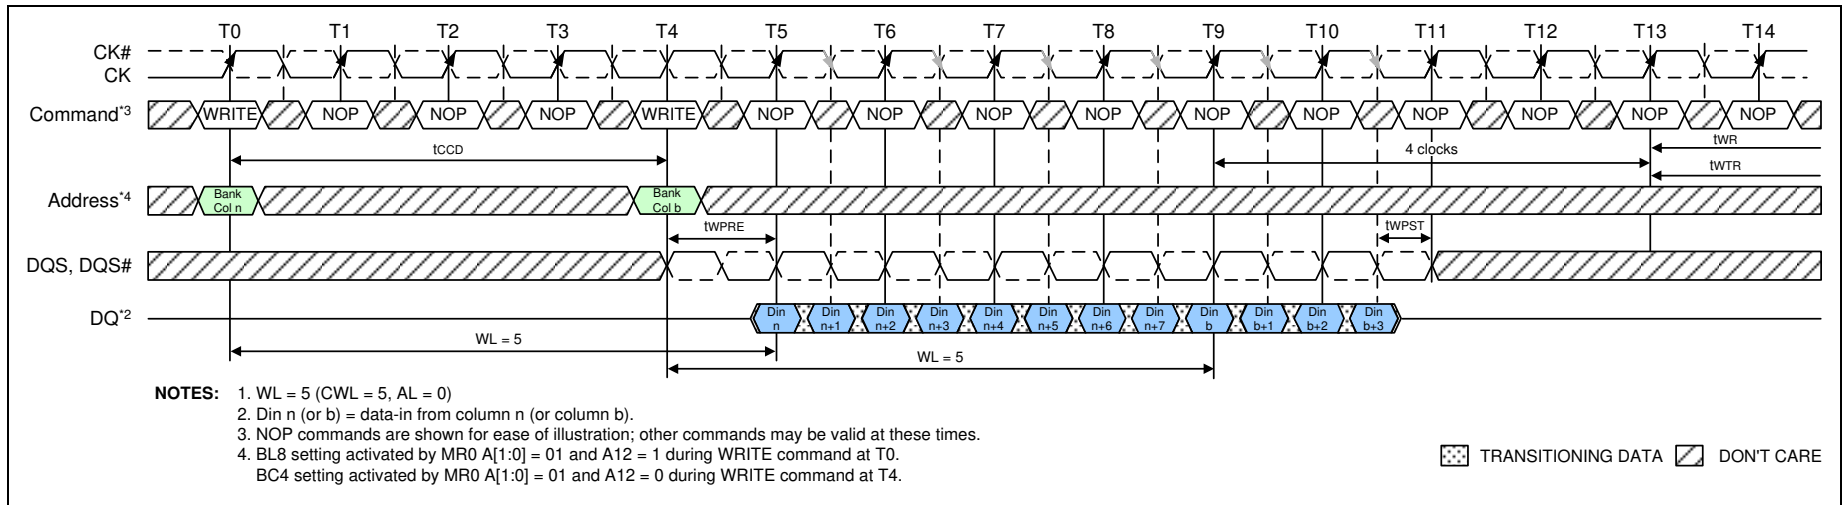 T0 T1 T2 T3 T4 T5 T6 T7 T8 T9 T10 T11 T12 T13 T14
CK#
CK
Command*3 WRITE NOP NOP NOP WRITE NOP NOP NOP NOP NOP NOP NOP NOP NOP NOP
tCCD 4 clocks tWR
tWTR
Address*4 Bank Col n Bank Col b
tWPRE tWPST
DQS, DQS#
DQ*2 Din n Din n+1 Din n+2 Din n+3 Din n+4 Din n+5 Din n+6 Din n+7 Din b Din b+1 Din b+2 Din b+3
WL = 5
WL = 5
NOTES: 1. WL = 5 (CWL = 5, AL = 0)
2. Din n (or b) = data-in from column n (or column b).
3. NOP commands are shown for ease of illustration; other commands may be valid at these times.
4. BL8 setting activated by MR0 A[1:0] = 01 and A12 = 1 during WRITE command at T0.
BC4 setting activated by MR0 A[1:0] = 01 and A12 = 0 during WRITE command at T4.
TRANSITIONING DATA DON'T CARE